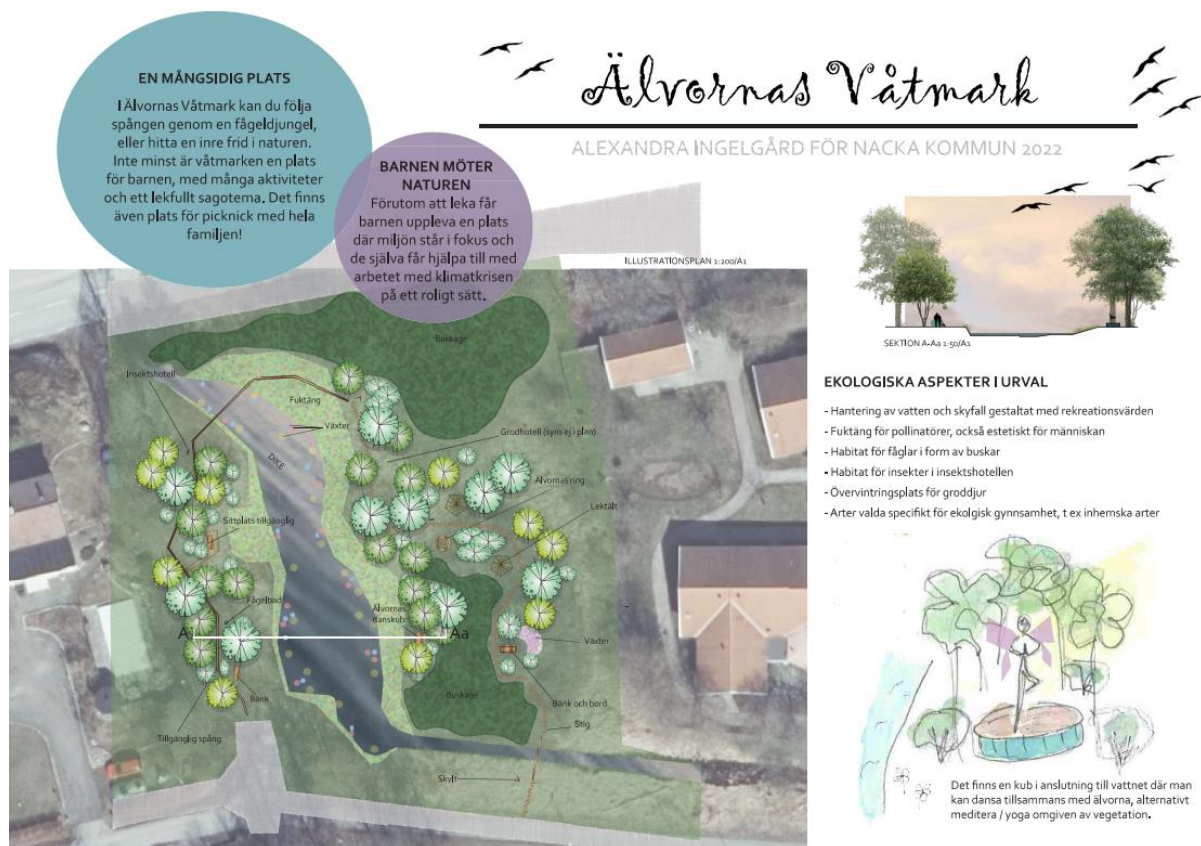 Älvornas Våtmark
ALEXANDRA INGELGÅRD FÖR NACKA KOMMUN 2022
EN MÅNGSIDIG PLATS
I Älvornas Våtmark kan du följa
spången genom en fågeldjungel,
eller hitta en inre frid i naturen.
Inte minst är våtmarken en plats
för barnen, med många aktiviteter
och ett lekfullt sagotema. Det finns
även plats för picknick med hela
familjen!
BARNEN MÖTER
NATUREN
Förutom att leka får
barnen uppleva en plats
där miljön står i fokus och
de själva får hjälpa till med
arbetet med klimatkrisen
på ett roligt sätt.
ILLUSTRATIONSPLAN 1:200/A1
Buskage
Insektshotell
Fuktäng
Växter
Grodhotell (syns ej i plan)
DIKE
Älvornas ring
Lektält
Sittplats tillgänglig
Fågelbad
Älvornas
danskub
A
Aa
Växter
Buskage
Bänk
Bänk och bord
Stig
Tillgänglig spång
Skylt
SEKTION A-Aa 1:50/A1
EKOLOGISKA ASPEKTER I URVAL
- Hantering av vatten och skyfall gestaltat med rekreationsvärden
- Fuktäng för pollinatörer, också estetiskt för människan
- Habitat för fåglar i form av buskar
- Habitat för insekter i insektshotellen
- Övervintringsplats för groddjur
- Arter valda specifikt för ekolgisk gynnsamhet, t ex inhemska arter
Det finns en kub i anslutning till vattnet där man
kan dansa tillsammans med älvorna, alternativt
meditera / yoga omgiven av vegetation.